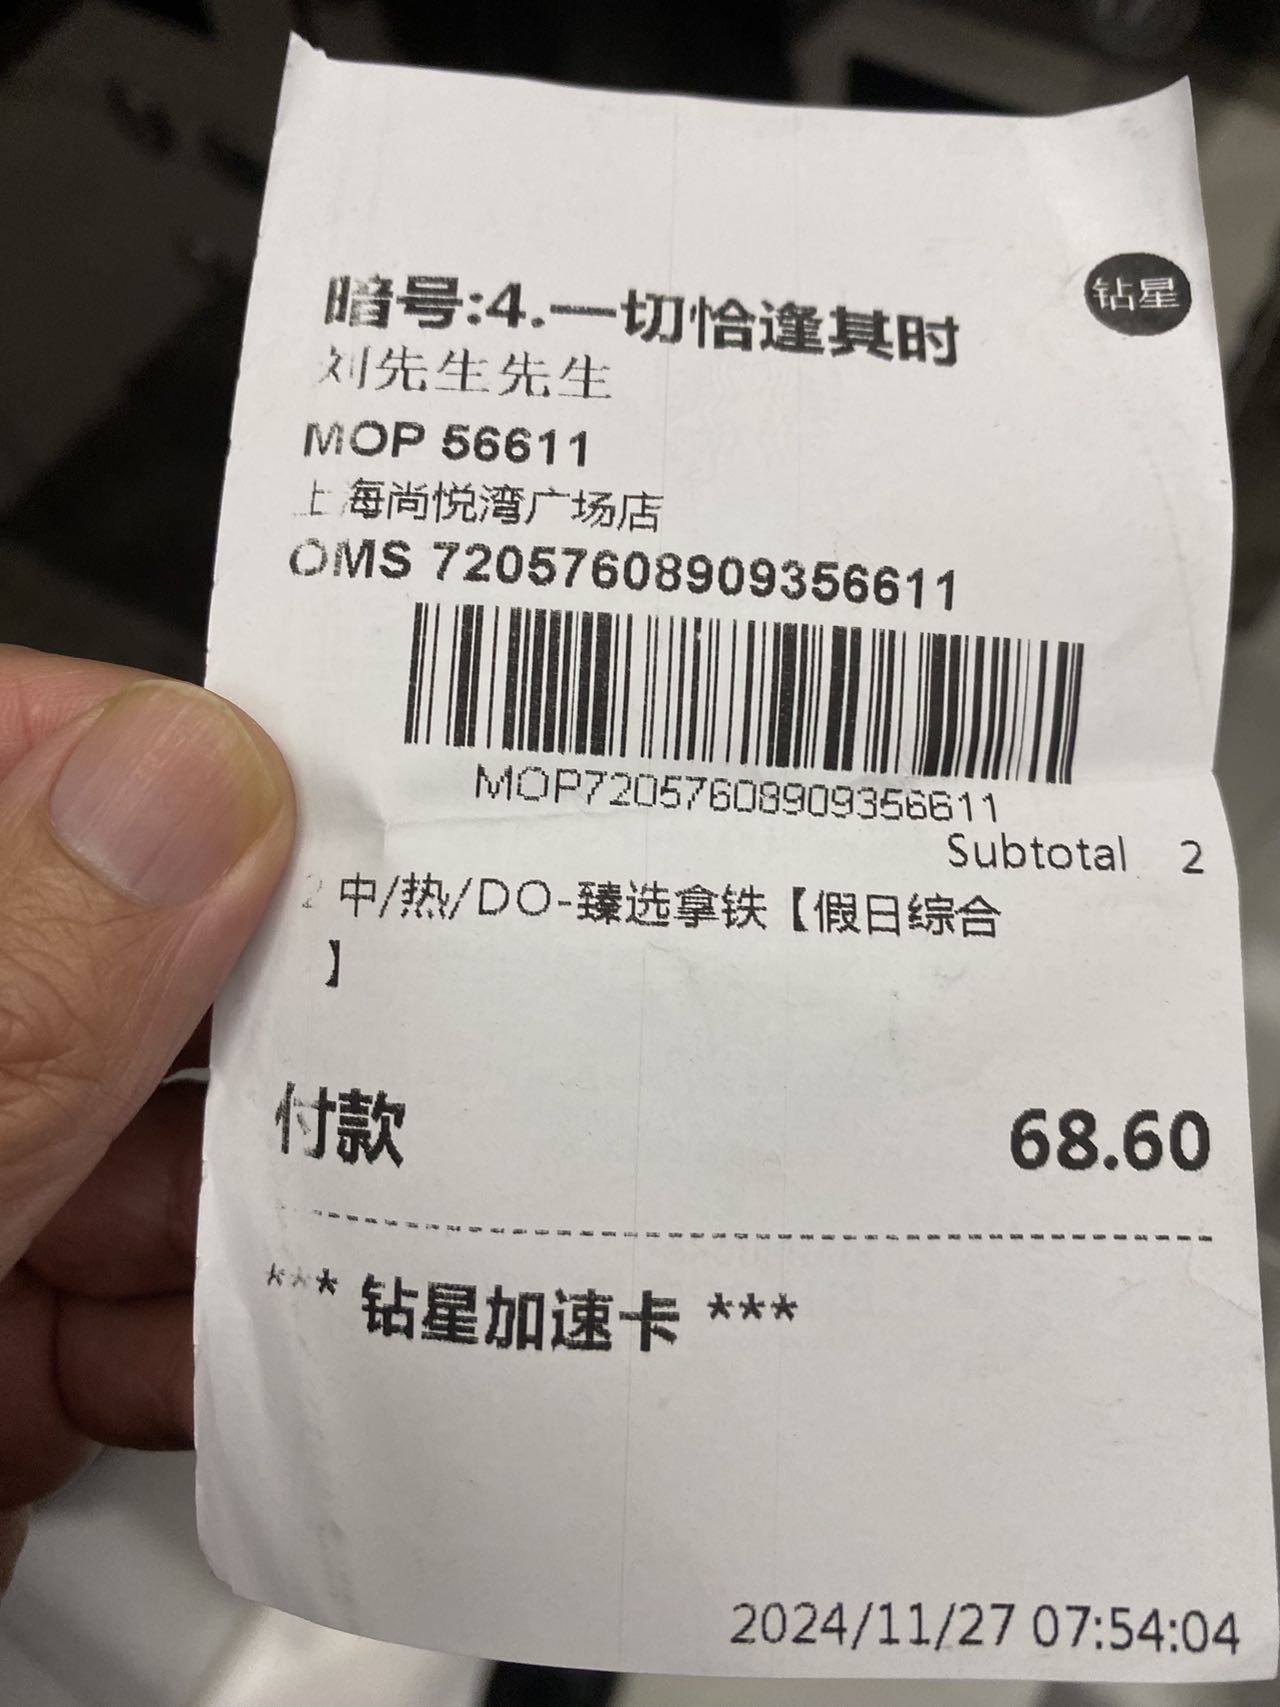 钻星
暗号:4.一切恰逢其时
刘先生先生
MOP 56611
上海尚悦湾广场店
OMS 72057608909356611
MOP72057608909356611
Subtotal 2
2 中/热/DO-臻选拿铁【假日综合
】
付款 68.60
*** 钻星加速卡 ***
2024/11/27 07:54:04